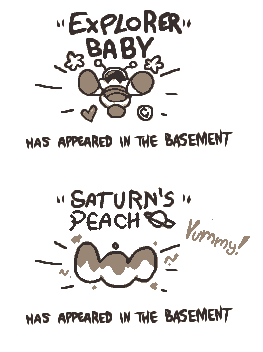 "EXPLORER"
BABY
©
HAS APPEARED IN THE BASEMENT
"SATURN'S"
PEACH
Yummy!
HAS APPEARED IN THE BASEMENT